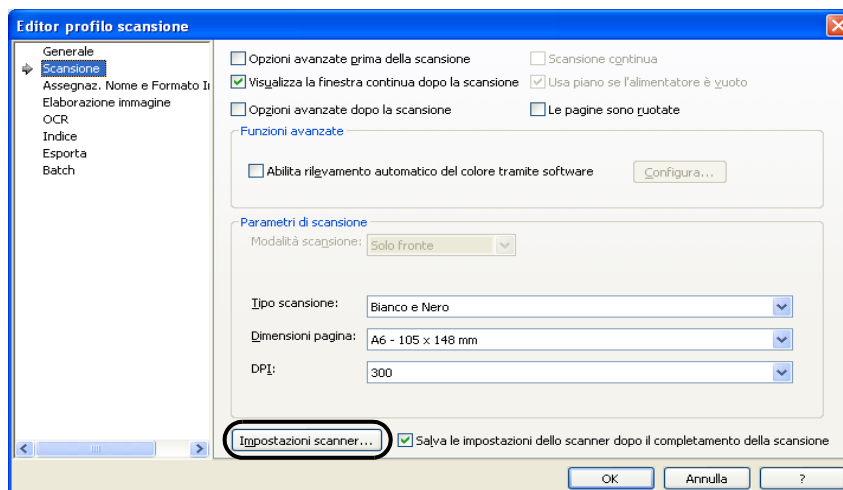 Editor profilo scansione
Generale
Scansione
Assegnaz. Nome e Formato I
Elaborazione immagine
OCR
Indice
Esporta
Batch
Opzioni avanzate prima della scansione
Scansione continua
Visualizza la finestra continua dopo la scansione
Usa piano se l'alimentatore è vuoto
Opzioni avanzate dopo la scansione
Le pagine sono ruotate
Funzioni avanzate
Abilita rilevamento automatico del colore tramite software
Configura...
Parametri di scansione
Modalità scansione:
Solo fronte
Tipo scansione:
Bianco e Nero
Dimensioni pagina:
A6 - 105 x 148 mm
DPI:
300
Impostazioni scanner...
Salva le impostazioni dello scanner dopo il completamento della scansione
OK
Annulla
?